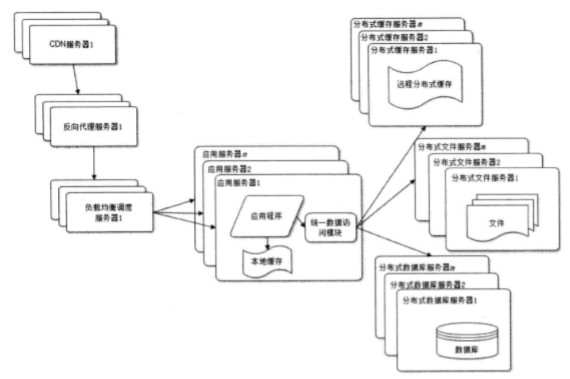 CDN服务器1
反向代理服务器1
负载均衡调度
服务器1
应用服务器n
应用服务器2
应用服务器1
应用程序
统一数据访
问模块
本地缓存
分布式缓存服务器n
分布式缓存服务器2
分布式缓存服务器1
远程分布式缓存
分布式文件服务器n
分布式文件服务器2
分布式文件服务器1
文件
分布式数据库服务器n
分布式数据库服务器2
分布式数据库服务器1
数据库